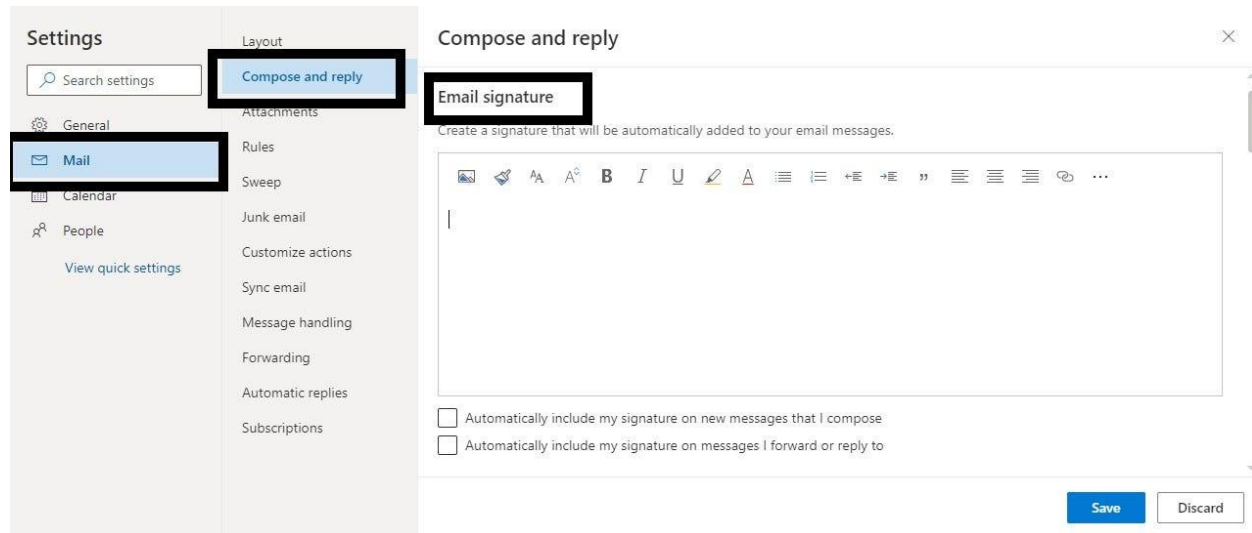 Settings
Search settings
General
Mail
Calendar
People
View quick settings
Layout
Compose and reply
Attachments
Rules
Sweep
Junk email
Customize actions
Sync email
Message handling
Forwarding
Automatic replies
Subscriptions
Compose and reply
Email signature
Create a signature that will be automatically added to your email messages.
B I U A
Automatically include my signature on new messages that I compose
Automatically include my signature on messages I forward or reply to
Save Discard